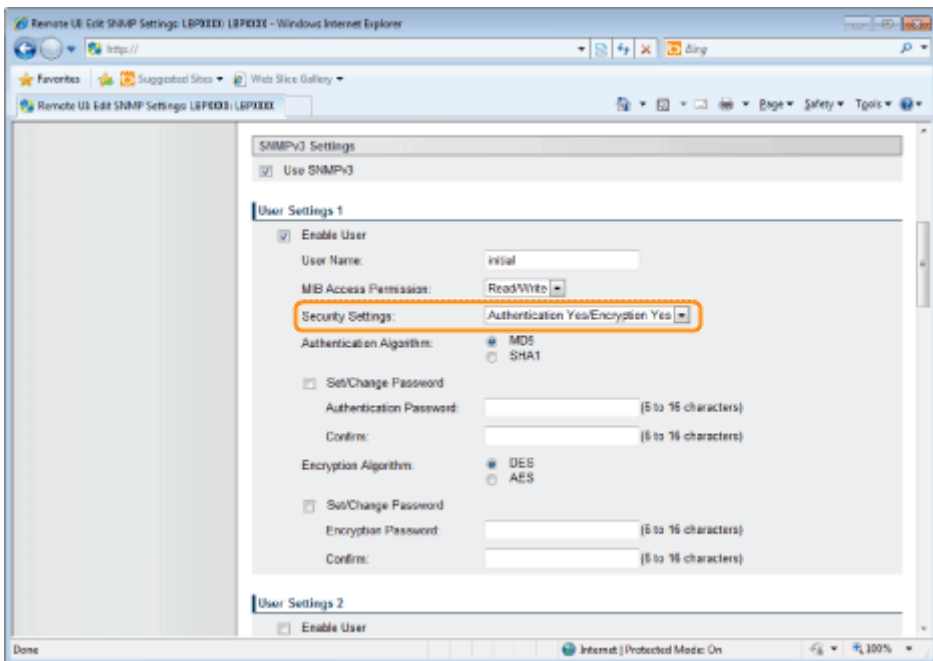 Remote UI: Edit SNMP Settings: LBPXXXX: LBPXXXX - Windows Internet Explorer
http://
Bing
Favorites Suggested Sites Web Slice Gallery
Remote UI: Edit SNMP Settings: LBPXXXX: LBPXXXX
Page Safety Tools
SNMPv3 Settings
Use SNMPv3
User Settings 1
Enable User
User Name: initial
MIB Access Permission: Read/Write
Security Settings: Authentication Yes/Encryption Yes
Authentication Algorithm: MD5
SHA1
Set/Change Password
Authentication Password: (6 to 16 characters)
Confirm: (6 to 16 characters)
Encryption Algorithm: DES
AES
Set/Change Password
Encryption Password: (6 to 16 characters)
Confirm: (6 to 16 characters)
User Settings 2
Enable User
Done Internet | Protected Mode: On 100%